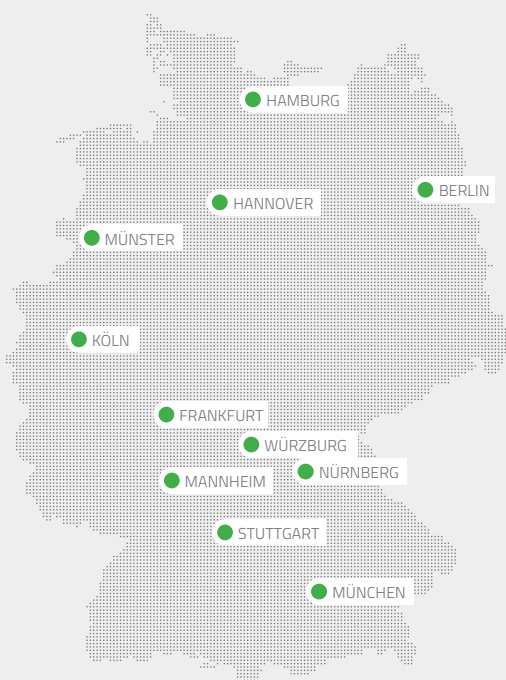 HAMBURG
BERLIN
HANNOVER
MÜNSTER
KÖLN
FRANKFURT
WÜRZBURG
NÜRNBERG
MANNHEIM
STUTTGART
MÜNCHEN